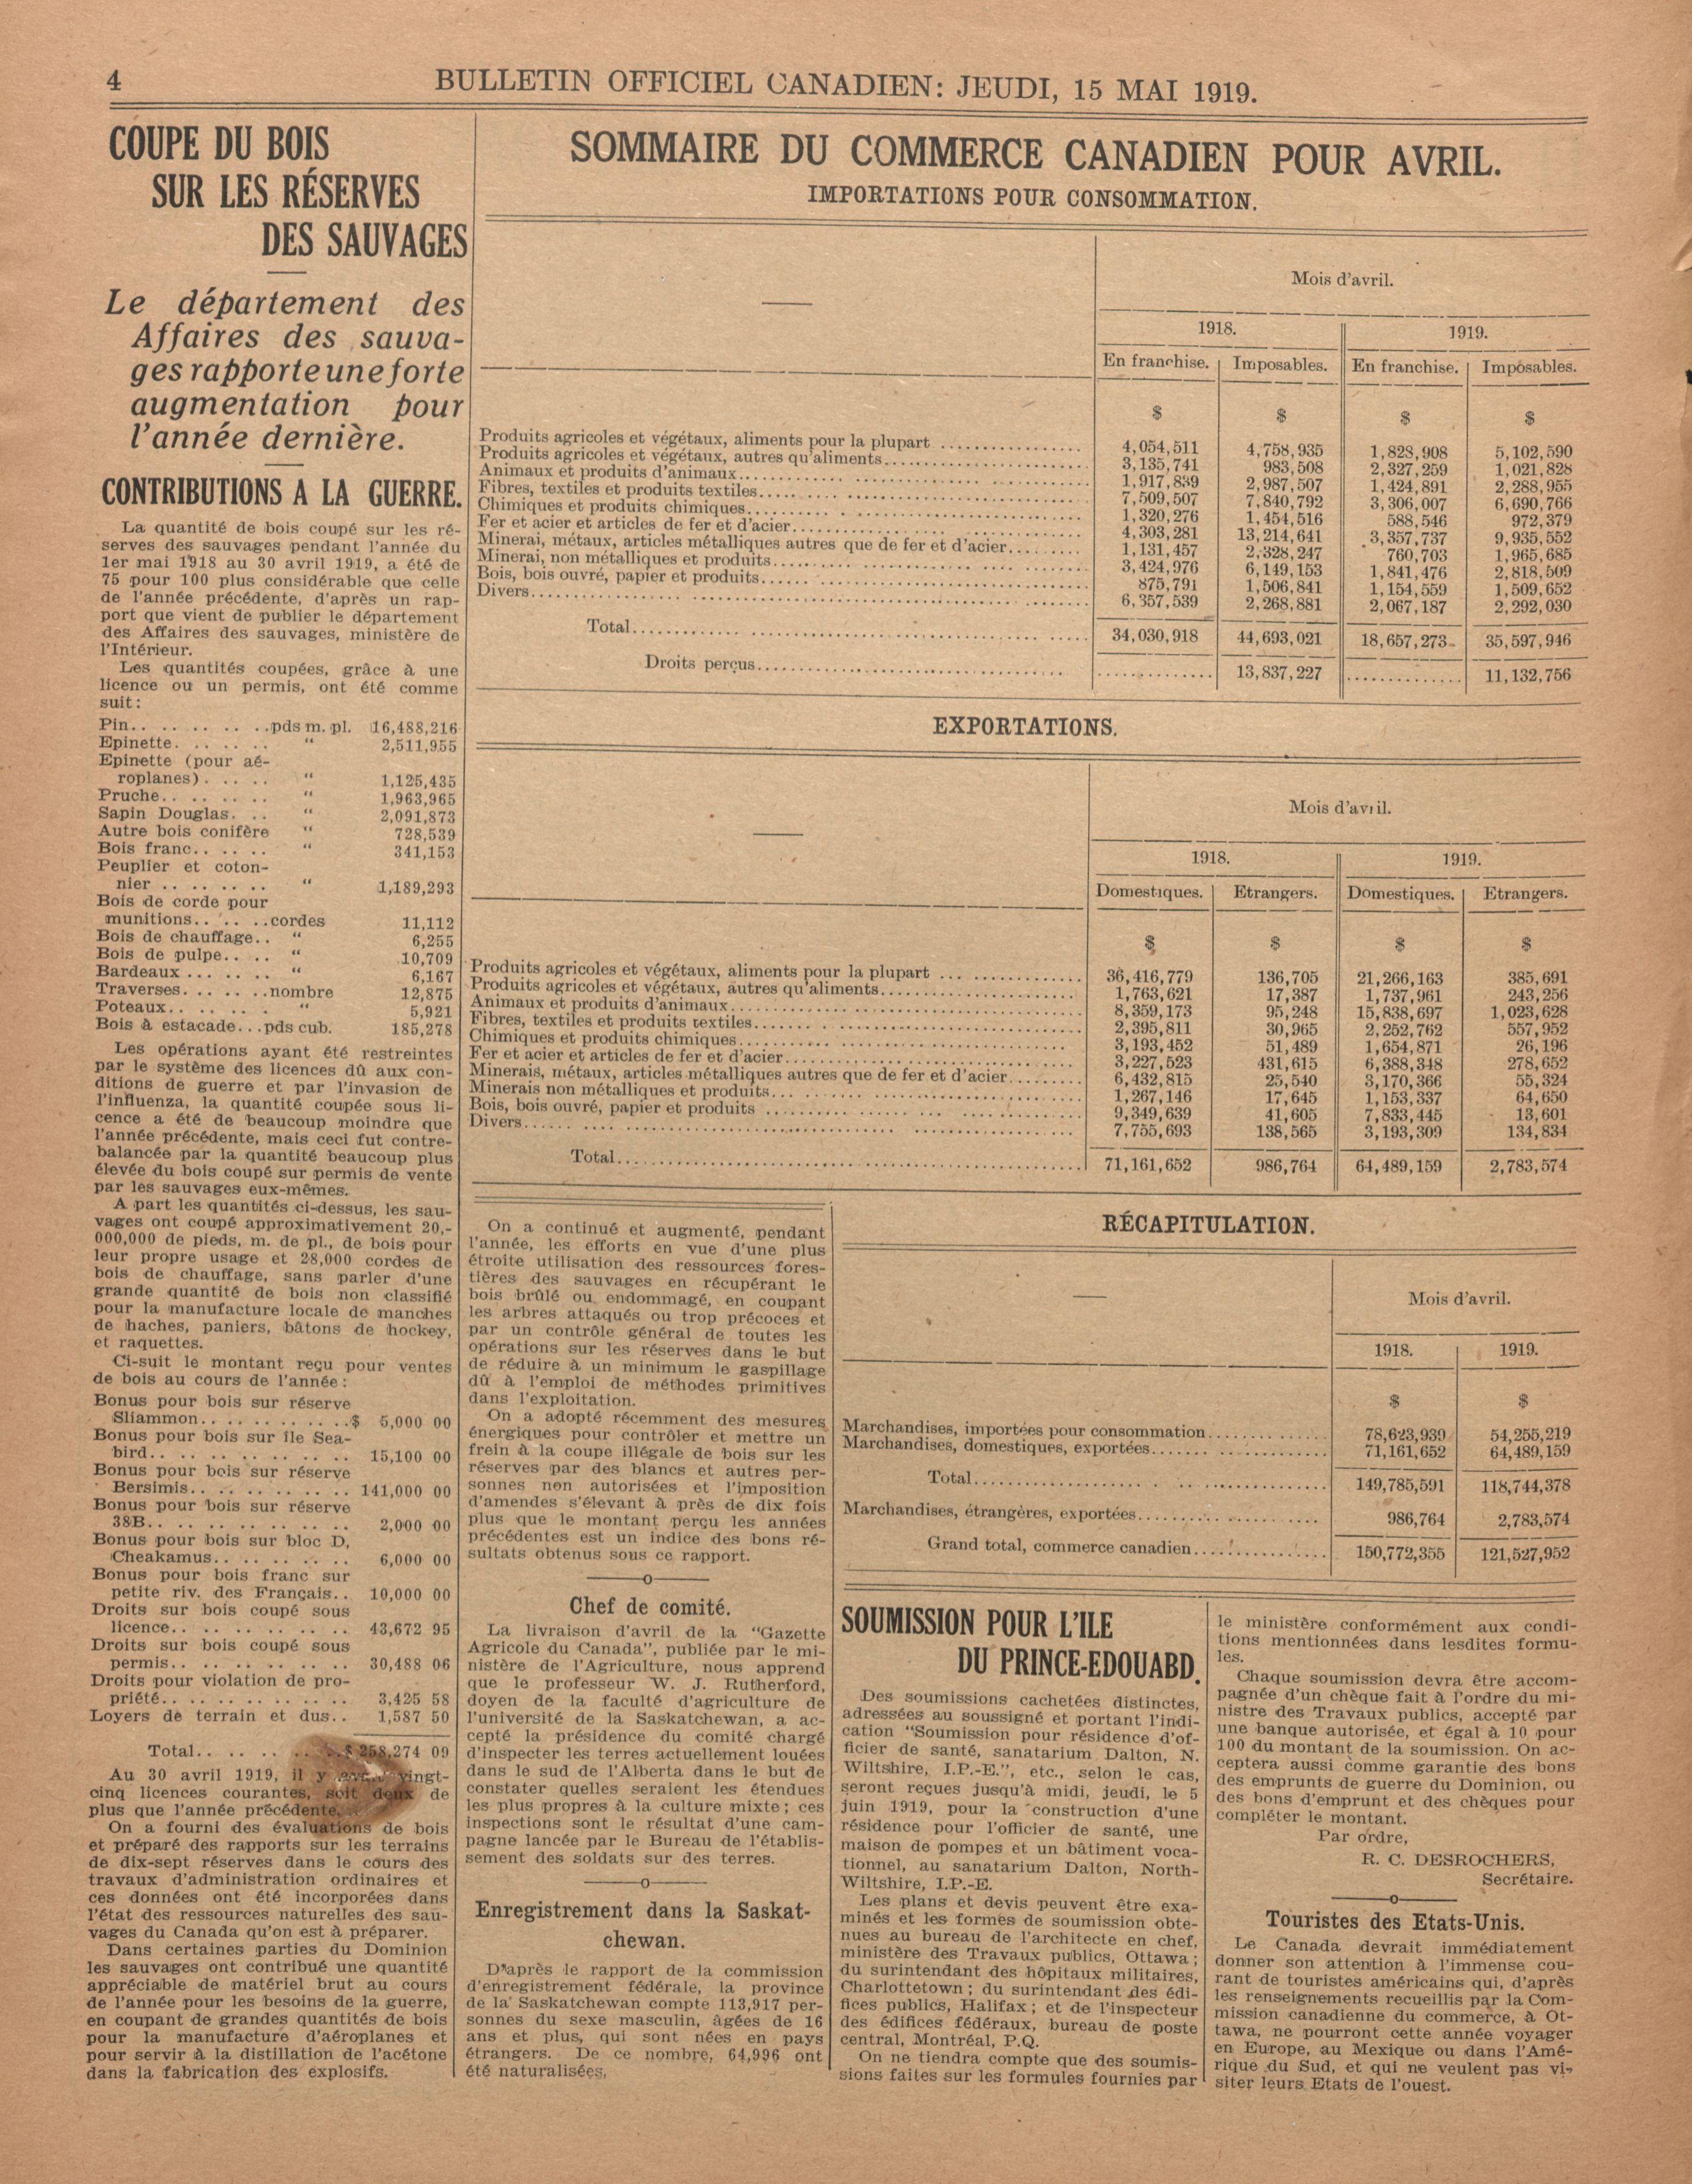 4
BULLETIN OFFICIEL CANADIEN: JEUDI, 15 MAI 1919.
COUPE DU BOIS
SUR LES RÉSERVES
DES SAUVAGES
Le département des
Affaires des sauva-
ges rapporte une forte
augmentation pour
l'année dernière.
CONTRIBUTIONS A LA GUERRE.
La quantité de bois coupé sur les ré-
serves des sauvages pendant l'année du
1er mai 1918 au 30 avril 1919, a été de
75 pour 100 plus considérable que celle
de l'année précédente, d'après un rap-
port que vient de publier le département
des Affaires des sauvages, ministère de
l'Intérieur.
Les quantités coupées, grâce à une
licence ou un permis, ont été comme
suit:
Pin.. .. .. .. ..pds m. pl. 16,488,216
Epinette. .. .. .. " 2,511,955
Epinette (pour aé-
roplanes). .. .. " 1,125,435
Pruche.. .. .. .. " 1,963,965
Sapin Douglas. .. " 2,091,873
Autre bois conifère " 728,539
Bois franc.. .. .. " 341,153
Peuplier et coton-
nier .. .. .. .. " 1,189,293
Bois de corde pour
munitions.. .. ..cordes 11,112
Bois de chauffage.. " 6,255
Bois de pulpe.. .. " 10,709
Bardeaux ... .. .. " 6,167
Traverses. .. .. ..nombre 12,875
Poteaux.. .. .. . " 5,921
Bois à estacade...pds cub. 185,278
Les opérations ayant été restreintes
par le système des licences dû aux con-
ditions de guerre et par l'invasion de
l'influenza, la quantité coupée sous li-
cence a été de beaucoup moindre que
l'année précédente, mais ceci fut contre-
balancée par la quantité beaucoup plus
élevée du bois coupé sur permis de vente
par les sauvages eux-mêmes.
A part les quantités ci-dessus, les sau-
vages ont coupé approximativement 20,-
000,000 de pieds, m. de pl., de bois pour
leur propre usage et 28,000 cordes de
bois de chauffage, sans parler d'une
grande quantité de bois non classifié
pour la manufacture locale de manches
de haches, paniers, bâtons de hockey,
et raquettes.
Ci-suit le montant reçu pour ventes
de bois au cours de l'année:
Bonus pour bois sur réserve
Sliammon.. .. .. .. .. ..$ 5,000 00
Bonus pour bois sur île Sea-
bird.. .. .. .. .. .. .. 15,100 00
Bonus pour bois sur réserve
Bersimis.. .. .. .. .. .. 141,000 00
Bonus pour bois sur réserve
38B.. .. .. .. .. .. .. 2,000 00
Bonus pour bois sur bloc D,
Cheakamus.. .. .. .. .. 6,000 00
Bonus pour bois franc sur
petite riv. des Français.. 10,000 00
Droits sur bois coupé sous
licence.. .. .. .. .. .. 43,672 95
Droits sur bois coupé sous
permis.. .. .. .. .. .. 30,488 06
Droits pour violation de pro-
priété.. .. .. .. .. .. .. 3,425 58
Loyers de terrain et dus.. 1,587 50
Total.. .. .. .. ..$ 258,274 09
Au 30 avril 1919, il y avait vingt-
cinq licences courantes, soit deux de
plus que l'année précédente.
On a fourni des évaluations de bois
et préparé des rapports sur les terrains
de dix-sept réserves dans le cours des
travaux d'administration ordinaires et
ces données ont été incorporées dans
l'état des ressources naturelles des sau-
vages du Canada qu'on est à préparer.
Dans certaines parties du Dominion
les sauvages ont contribué une quantité
appréciable de matériel brut au cours
de l'année pour les besoins de la guerre,
en coupant de grandes quantités de bois
pour la manufacture d'aéroplanes et
pour servir à la distillation de l'acétone
dans la fabrication des explosifs.
SOMMAIRE DU COMMERCE CANADIEN POUR AVRIL.
IMPORTATIONS POUR CONSOMMATION.
Mois d'avril.
1918. 1919.
En franchise. Imposables. En franchise. Imposables.
$ $ $ $
Produits agricoles et végétaux, aliments pour la plupart 4,054,511 4,758,935 1,828,908 5,102,590
Produits agricoles et végétaux, autres qu'aliments 3,135,741 983,508 2,327,259 1,021,828
Animaux et produits d'animaux 1,917,839 2,987,507 1,424,891 2,288,955
Fibres, textiles et produits textiles 7,509,507 7,840,792 3,306,007 6,690,766
Chimiques et produits chimiques 1,320,276 1,454,516 588,546 972,379
Fer et acier et articles de fer et d'acier 4,303,281 13,214,641 3,357,737 9,935,552
Minerai, métaux, articles métalliques autres que de fer et d'acier 1,131,457 2,328,247 760,703 1,965,685
Minerai, non métalliques et produits 3,424,976 6,149,153 1,841,476 2,818,509
Bois, bois ouvré, papier et produits 875,791 1,506,841 1,154,559 1,509,652
Divers 6,357,539 2,268,881 2,067,187 2,292,030
Total 34,030,918 44,693,021 18,657,273 35,597,946
Droits perçus 13,837,227 11,132,756
EXPORTATIONS.
Mois d'avril.
1918. 1919.
Domestiques. Etrangers. Domestiques. Etrangers.
$ $ $ $
Produits agricoles et végétaux, aliments pour la plupart 36,416,779 136,705 21,266,163 385,691
Produits agricoles et végétaux, autres qu'aliments 1,763,621 17,387 1,737,961 243,256
Animaux et produits d'animaux 8,359,173 95,248 15,838,697 1,023,628
Fibres, textiles et produits textiles 2,395,811 30,965 2,252,762 557,952
Chimiques et produits chimiques 3,193,452 51,489 1,654,871 26,196
Fer et acier et articles de fer et d'acier 3,227,523 431,615 6,388,348 278,652
Minerais, métaux, articles métalliques autres que de fer et d'acier 6,432,815 25,540 3,170,366 55,324
Minerais non métalliques et produits 1,267,146 17,645 1,153,337 64,650
Bois, bois ouvré, papier et produits 9,349,639 41,605 7,833,445 13,601
Divers 7,755,693 138,565 3,193,309 134,834
Total 71,161,652 986,764 64,489,159 2,783,574
On a continué et augmenté, pendant
l'année, les efforts en vue d'une plus
étroite utilisation des ressources fores-
tières des sauvages en récupérant le
bois brûlé ou endommagé, en coupant
les arbres attaqués ou trop précoces et
par un contrôle général de toutes les
opérations sur les réserves dans le but
de réduire à un minimum le gaspillage
dû à l'emploi de méthodes primitives
dans l'exploitation.
On a adopté récemment des mesures
énergiques pour contrôler et mettre un
frein à la coupe illégale de bois sur les
réserves par des blancs et autres per-
sonnes non autorisées et l'imposition
d'amendes s'élevant à près de dix fois
plus que le montant perçu les années
précédentes est un indice des bons ré-
sultats obtenus sous ce rapport.
Chef de comité.
La livraison d'avril de la "Gazette
Agricole du Canada", publiée par le mi-
nistère de l'Agriculture, nous apprend
que le professeur W. J. Rutherford,
doyen de la faculté d'agriculture de
l'université de la Saskatchewan, a ac-
cepté la présidence du comité chargé
d'inspecter les terres actuellement louées
dans le sud de l'Alberta dans le but de
constater quelles seraient les étendues
les plus propres à la culture mixte; ces
inspections sont le résultat d'une cam-
pagne lancée par le Bureau de l'établis-
sement des soldats sur des terres.
Enregistrement dans la Saskat-
chewan.
D'après le rapport de la commission
d'enregistrement fédérale, la province
de la Saskatchewan compte 113,917 per-
sonnes du sexe masculin, âgées de 16
ans et plus, qui sont nées en pays
étrangers. De ce nombre, 64,996 ont
été naturalisées.
RÉCAPITULATION.
Mois d'avril.
1918. 1919.
$ $
Marchandises, importées pour consommation 78,623,939 54,255,219
Marchandises, domestiques, exportées 71,161,652 64,489,159
Total 149,785,591 118,744,378
Marchandises, étrangères, exportées 986,764 2,783,574
Grand total, commerce canadien 150,772,355 121,527,952
SOUMISSION POUR L'ILE
DU PRINCE-EDOUABD.
Des soumissions cachetées distinctes,
adressées au soussigné et portant l'indi-
cation "Soumission pour résidence d'of-
ficier de santé, sanatarium Dalton, N.
Wiltshire, I.P.-E.", etc., selon le cas,
seront reçues jusqu'à midi, jeudi, le 5
juin 1919, pour la construction d'une
résidence pour l'officier de santé, une
maison de pompes et un bâtiment voca-
tionnel, au sanatarium Dalton, North-
Wiltshire, I.P.-E.
Les plans et devis peuvent être exa-
minés et les formes de soumission obte-
nues au bureau de l'architecte en chef,
ministère des Travaux publics, Ottawa;
du surintendant des hôpitaux militaires,
Charlottetown; du surintendant des édi-
fices publics, Halifax; et de l'inspecteur
des édifices fédéraux, bureau de poste
central, Montréal, P.Q.
On ne tiendra compte que des soumis-
sions faites sur les formules fournies par
le ministère conformément aux condi-
tions mentionnées dans lesdites formu-
les.
Chaque soumission devra être accom-
pagnée d'un chèque fait à l'ordre du mi-
nistre des Travaux publics, accepté par
une banque autorisée, et égal à 10 pour
100 du montant de la soumission. On ac-
ceptera aussi comme garantie des bons
des emprunts de guerre du Dominion, ou
des bons d'emprunt et des chèques pour
compléter le montant.
Par ordre,
R. C. DESROCHERS,
Secrétaire.
Touristes des Etats-Unis.
Le Canada devrait immédiatement
donner son attention à l'immense cou-
rant de touristes américains qui, d'après
les renseignements recueillis par la Com-
mission canadienne du commerce, à Ot-
tawa, ne pourront cette année voyager
en Europe, au Mexique ou dans l'Amé-
rique du Sud, et qui ne veulent pas vi-
siter leurs Etats de l'ouest.